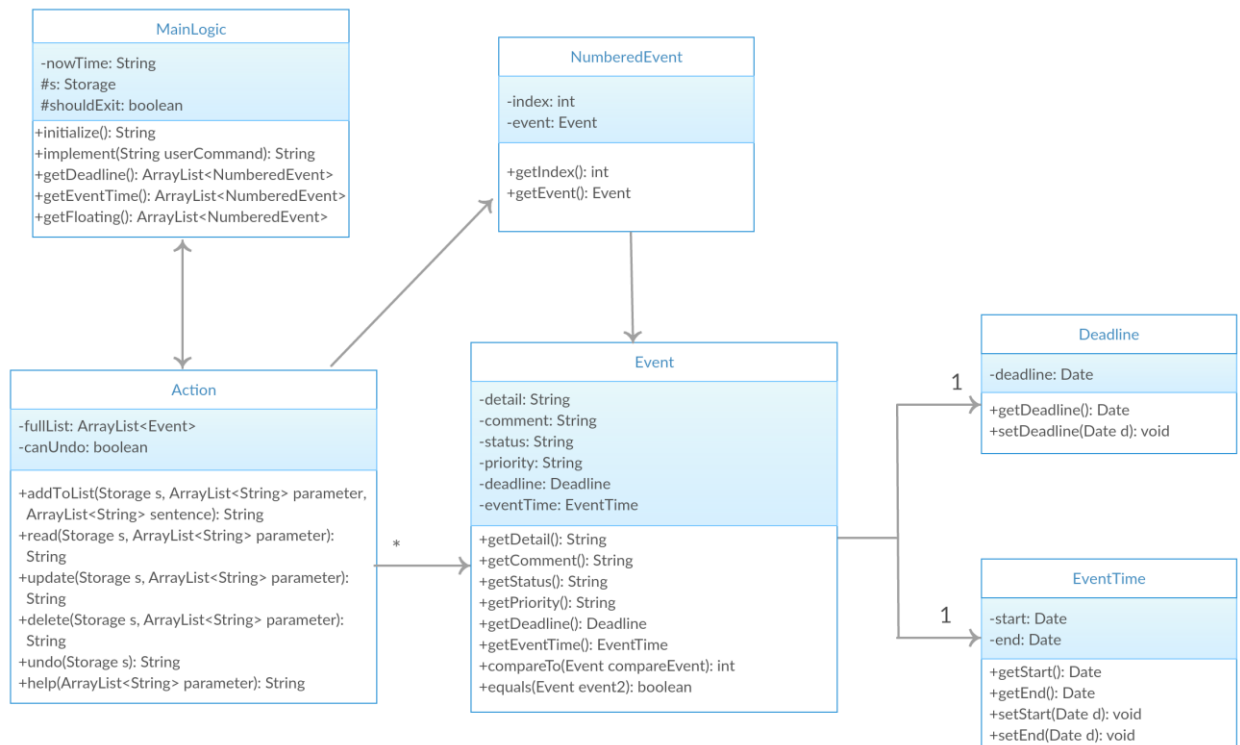 MainLogic
-nowTime: String
#s: Storage
#shouldExit: boolean
+initialize(): String
+implement(String userCommand): String
+getDeadline(): ArrayList<NumberedEvent>
+getEventTime(): ArrayList<NumberedEvent>
+getFloating(): ArrayList<NumberedEvent>
NumberedEvent
-index: int
-event: Event
+getIndex(): int
+getEvent(): Event
Action
-fullList: ArrayList<Event>
-canUndo: boolean
+addToList(Storage s, ArrayList<String> parameter,
ArrayList<String> sentence): String
+read(Storage s, ArrayList<String> parameter):
String
+update(Storage s, ArrayList<String> parameter):
String
+delete(Storage s, ArrayList<String> parameter):
String
+undo(Storage s): String
+help(ArrayList<String> parameter): String
*
Event
-detail: String
-comment: String
-status: String
-priority: String
-deadline: Deadline
-eventTime: EventTime
+getDetail(): String
+getComment(): String
+getStatus(): String
+getPriority(): String
+getDeadline(): Deadline
+getEventTime(): EventTime
+compareTo(Event compareEvent): int
+equals(Event event2): boolean
1
Deadline
-deadline: Date
+getDeadline(): Date
+setDeadline(Date d): void
1
EventTime
-start: Date
-end: Date
+getStart(): Date
+getEnd(): Date
+setStart(Date d): void
+setEnd(Date d): void